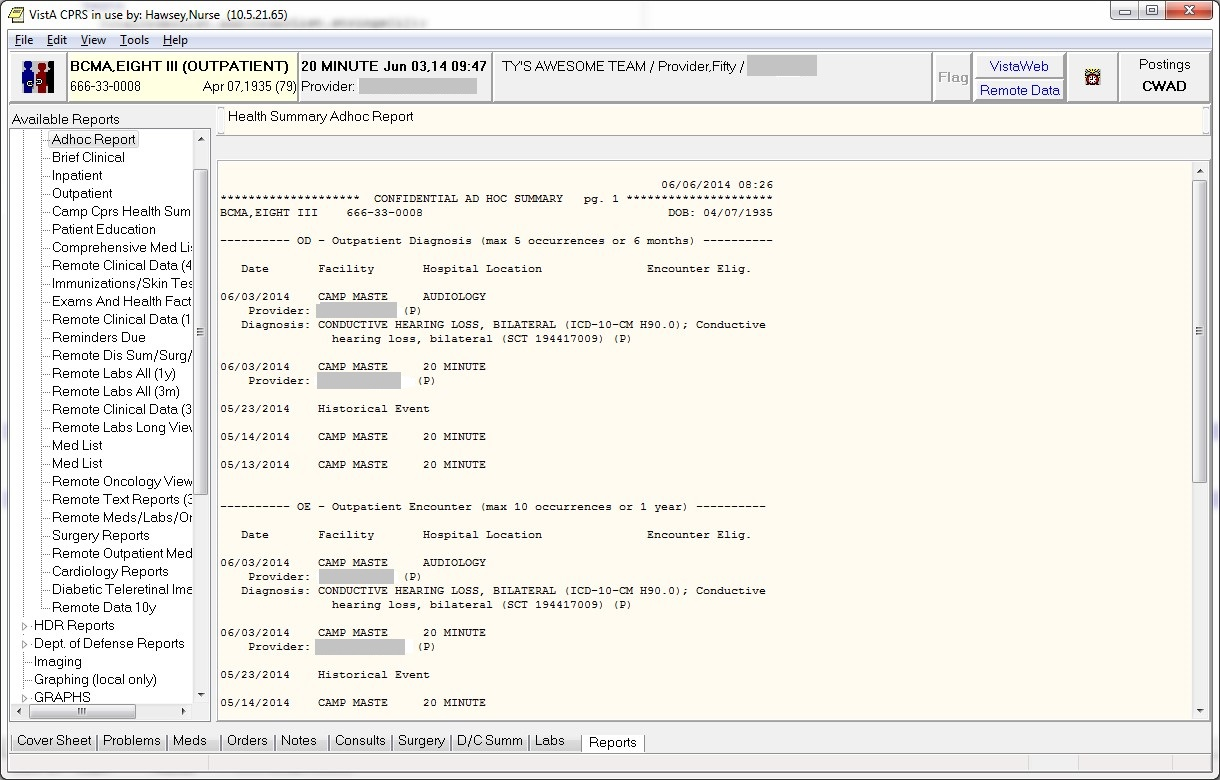 VistA CPRS in use by: Hawsey,Nurse (10.5.21.65)
File Edit View Tools Help
BCMA,EIGHT III (OUTPATIENT)
666-33-0008 Apr 07,1935 (79)
20 MINUTE Jun 03,14 09:47
Provider:
TY'S AWESOME TEAM / Provider,Fifty /
Flag
VistaWeb
Remote Data
Postings
CWAD
Available Reports
Adhoc Report
Brief Clinical
Inpatient
Outpatient
Camp Cprs Health Sum
Patient Education
Comprehensive Med Lis
Remote Clinical Data (4
Immunizations/Skin Tes
Exams And Health Fact
Remote Clinical Data (1
Reminders Due
Remote Dis Sum/Surg/
Remote Labs All (1y)
Remote Labs All (3m)
Remote Clinical Data (3
Remote Labs Long View
Med List
Med List
Remote Oncology View
Remote Text Reports (3
Remote Meds/Labs/Or
Surgery Reports
Remote Outpatient Med
Cardiology Reports
Diabetic Teleretinal Ima
Remote Data 10y
HDR Reports
Dept. of Defense Reports
Imaging
Graphing (local only)
GRAPHS
Health Summary Adhoc Report
06/06/2014 08:26
******************** CONFIDENTIAL AD HOC SUMMARY pg. 1 *********************
BCMA,EIGHT III 666-33-0008 DOB: 04/07/1935
---------- OD - Outpatient Diagnosis (max 5 occurrences or 6 months) ----------
Date Facility Hospital Location Encounter Elig.
06/03/2014 CAMP MASTE AUDIOLOGY
Provider: (P)
Diagnosis: CONDUCTIVE HEARING LOSS, BILATERAL (ICD-10-CM H90.0); Conductive
hearing loss, bilateral (SCT 194417009) (P)
06/03/2014 CAMP MASTE 20 MINUTE
Provider: (P)
05/23/2014 Historical Event
05/14/2014 CAMP MASTE 20 MINUTE
05/13/2014 CAMP MASTE 20 MINUTE
---------- OE - Outpatient Encounter (max 10 occurrences or 1 year) ----------
Date Facility Hospital Location Encounter Elig.
06/03/2014 CAMP MASTE AUDIOLOGY
Provider: (P)
Diagnosis: CONDUCTIVE HEARING LOSS, BILATERAL (ICD-10-CM H90.0); Conductive
hearing loss, bilateral (SCT 194417009) (P)
06/03/2014 CAMP MASTE 20 MINUTE
Provider: (P)
05/23/2014 Historical Event
05/14/2014 CAMP MASTE 20 MINUTE
Cover Sheet Problems Meds Orders Notes Consults Surgery D/C Summ Labs Reports